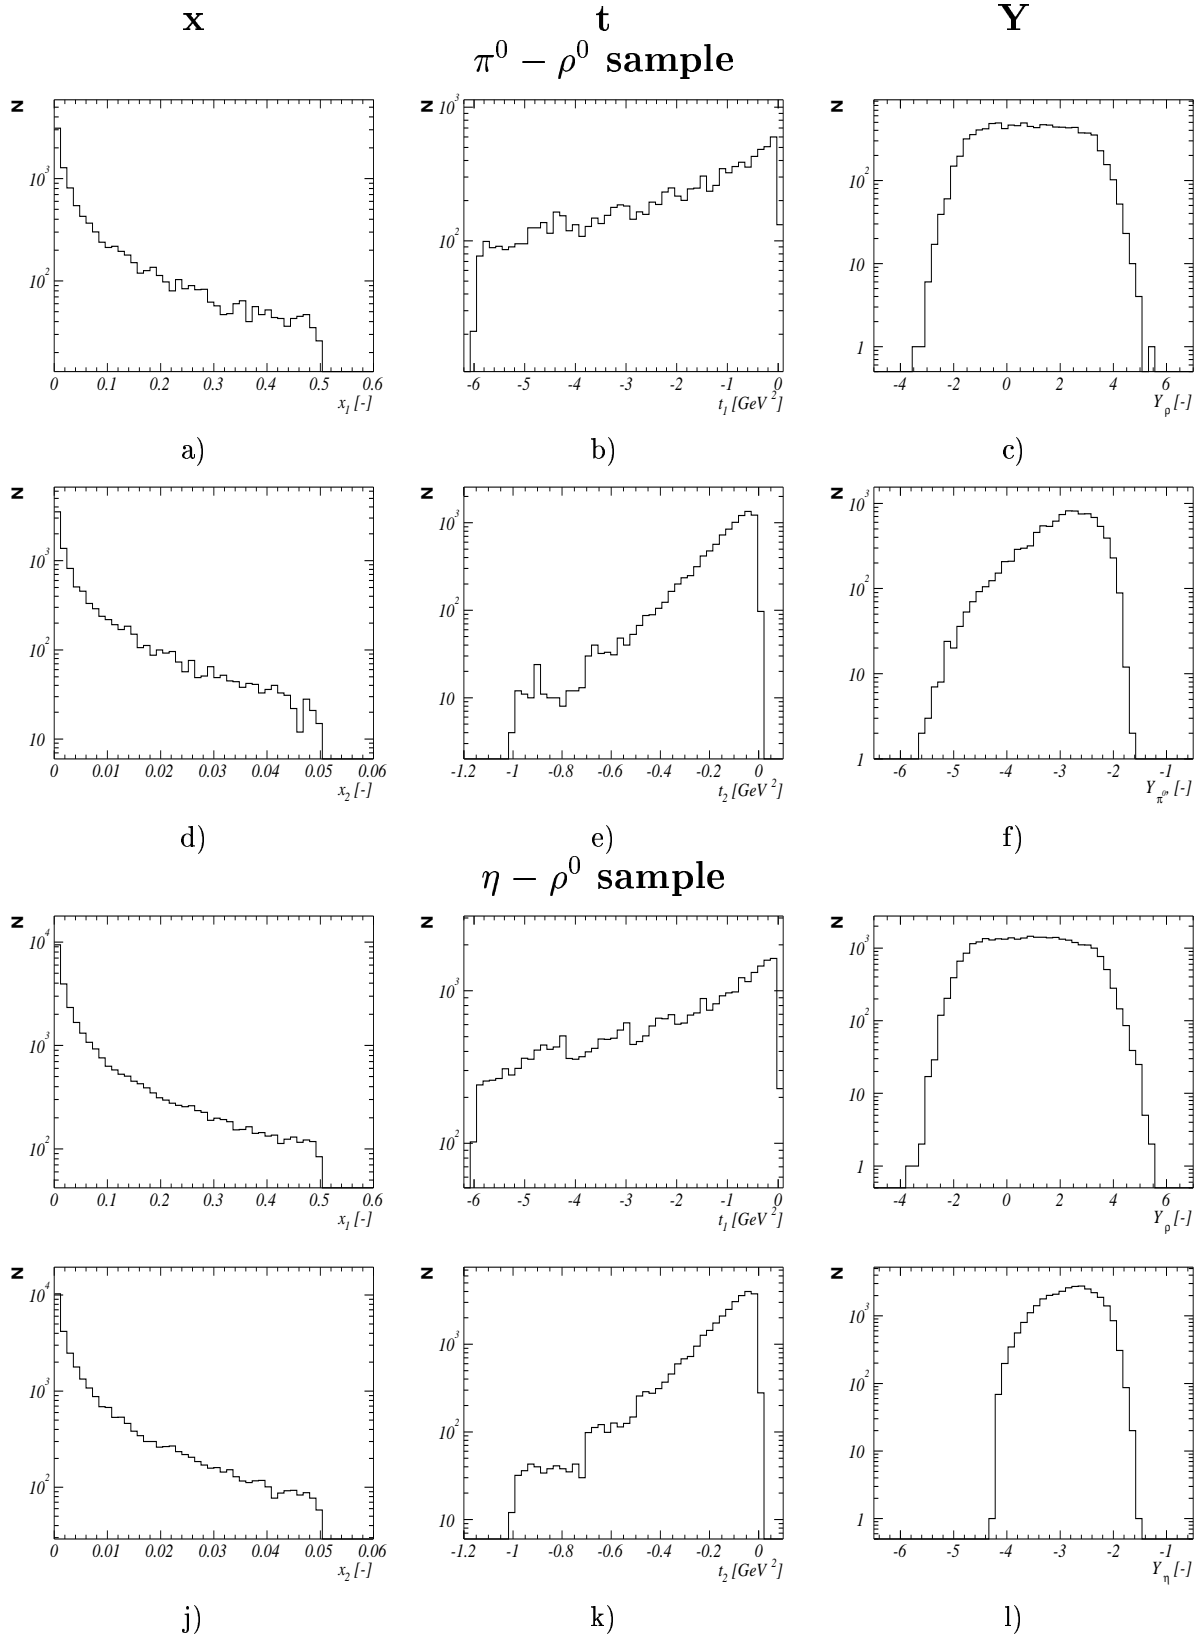 x t Y
π⁰ − ρ⁰ sample
N N N
10³ 10² 10³ 10² 10² 10 1
0 0.1 0.2 0.3 0.4 0.5 0.6 -6 -5 -4 -3 -2 -1 0 -4 -2 0 2 4 6
x₁ [-] t₁ [GeV²] Y_ρ [-]
a) b) c)
N N N
10³ 10² 10 10³ 10² 10 10³ 10² 10 1
0 0.01 0.02 0.03 0.04 0.05 0.06 -1.2 -1 -0.8 -0.6 -0.4 -0.2 0 -6 -5 -4 -3 -2 -1
x₂ [-] t₂ [GeV²] [-]
d) e) f)
η − ρ⁰ sample
N N N
10⁴ 10³ 10² 10³ 10² 10³ 10² 10 1
0 0.1 0.2 0.3 0.4 0.5 0.6 -6 -5 -4 -3 -2 -1 0 -4 -2 0 2 4 6
x₁ [-] t₁ [GeV²] Y_ρ [-]
N N N
10⁴ 10³ 10² 10³ 10² 10 10³ 10² 10 1
0 0.01 0.02 0.03 0.04 0.05 0.06 -1.2 -1 -0.8 -0.6 -0.4 -0.2 0 -6 -5 -4 -3 -2 -1
x₂ [-] t₂ [GeV²] Y_η [-]
j) k) l)